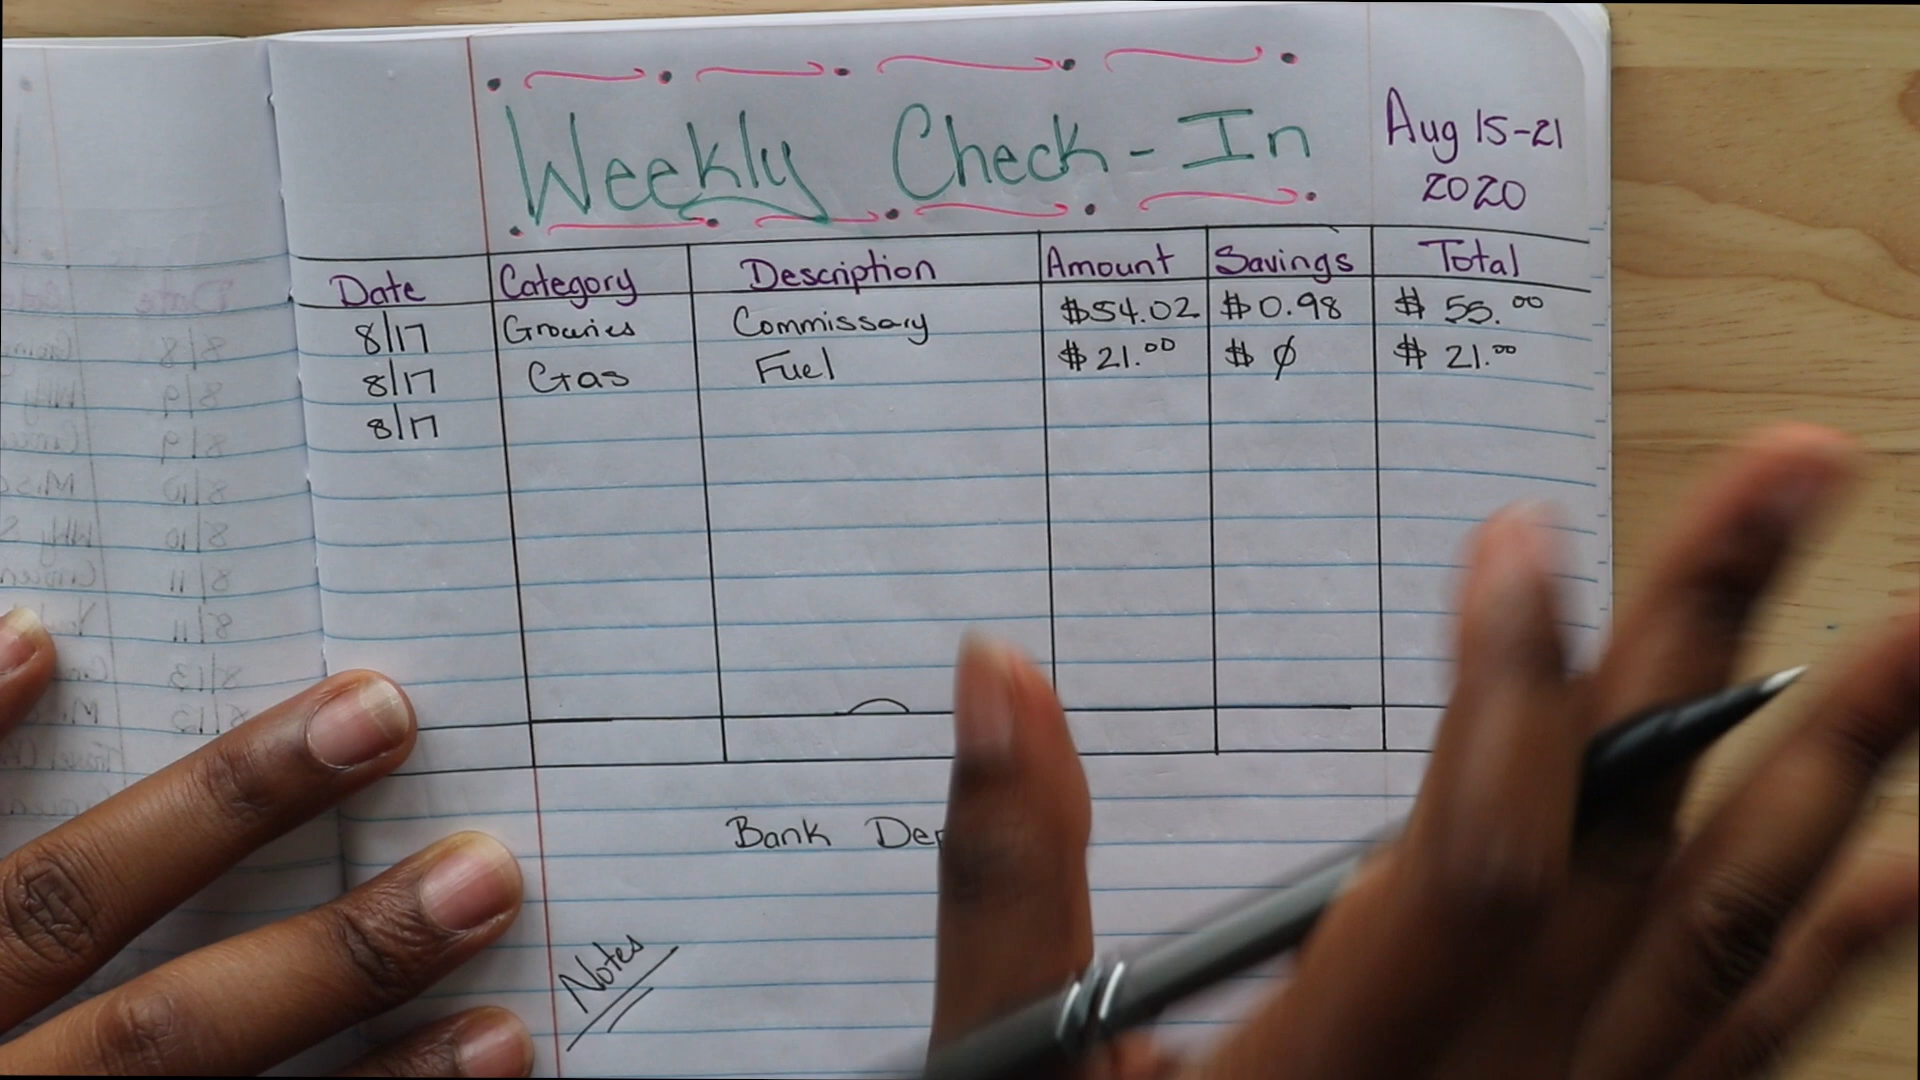 Weekly Check-In
Aug 15-21
2020
Date Category Description Amount Savings Total
8/17 Groceries Commissary $54.02 $0.98 $55.00
8/17 Gas Fuel $21.00 $ Ø $21.00
8/17
Bank
Notes